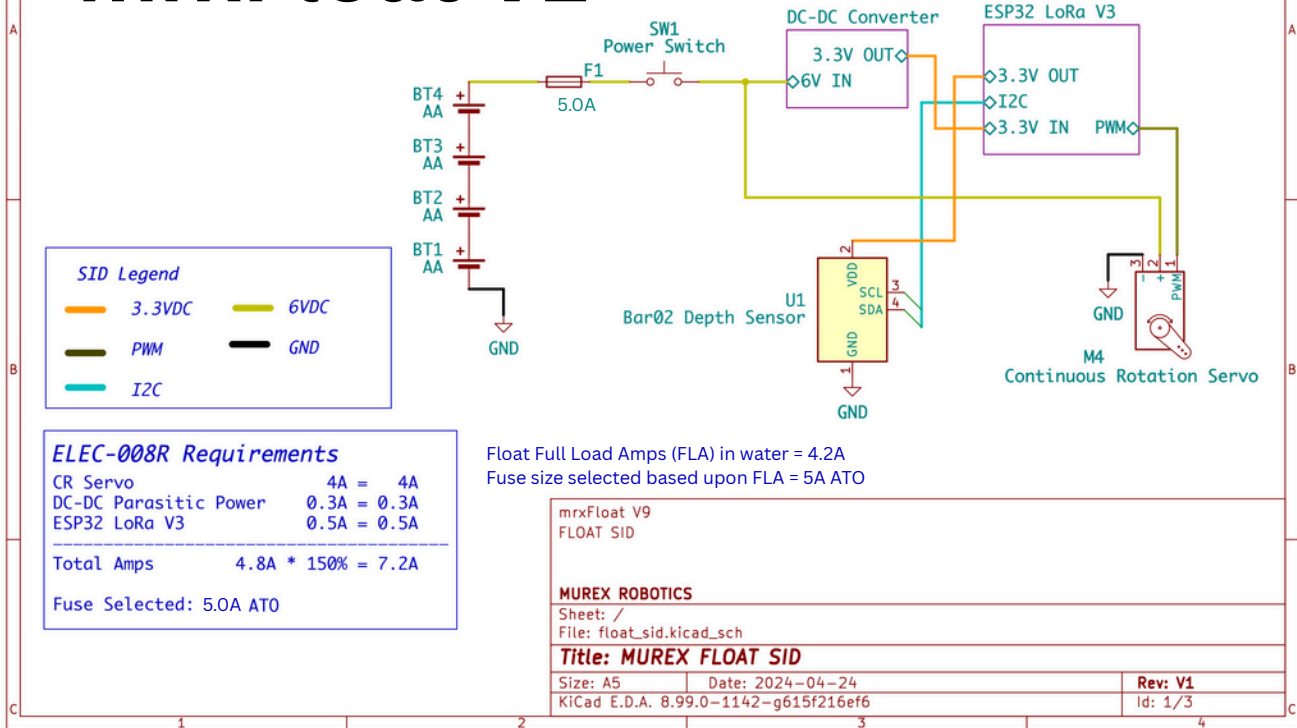 A
A
DC-DC Converter
ESP32 LoRa V3
SW1
Power Switch
3.3V OUT
6V IN
3.3V OUT
I2C
3.3V IN
PWM
F1
5.0A
BT4
AA
+
BT3
AA
+
BT2
AA
+
BT1
AA
+
GND
SID Legend
3.3VDC
6VDC
PWM
GND
I2C
2
VDD
U1
Bar02 Depth Sensor
SCL
3
SDA
4
GND
1
GND
3
2
1
-
+
PWM
GND
M4
Continuous Rotation Servo
B
B
ELEC-008R Requirements
CR Servo 4A = 4A
DC-DC Parasitic Power 0.3A = 0.3A
ESP32 LoRa V3 0.5A = 0.5A
Total Amps 4.8A * 150% = 7.2A
Fuse Selected: 5.0A ATO
Float Full Load Amps (FLA) in water = 4.2A
Fuse size selected based upon FLA = 5A ATO
mrxFloat V9
FLOAT SID
MUREX ROBOTICS
Sheet: /
File: float_sid.kicad_sch
Title: MUREX FLOAT SID
Size: A5 Date: 2024-04-24 Rev: V1
KiCad E.D.A. 8.99.0-1142-g615f216ef6 Id: 1/3
C
C
1
2
3
4